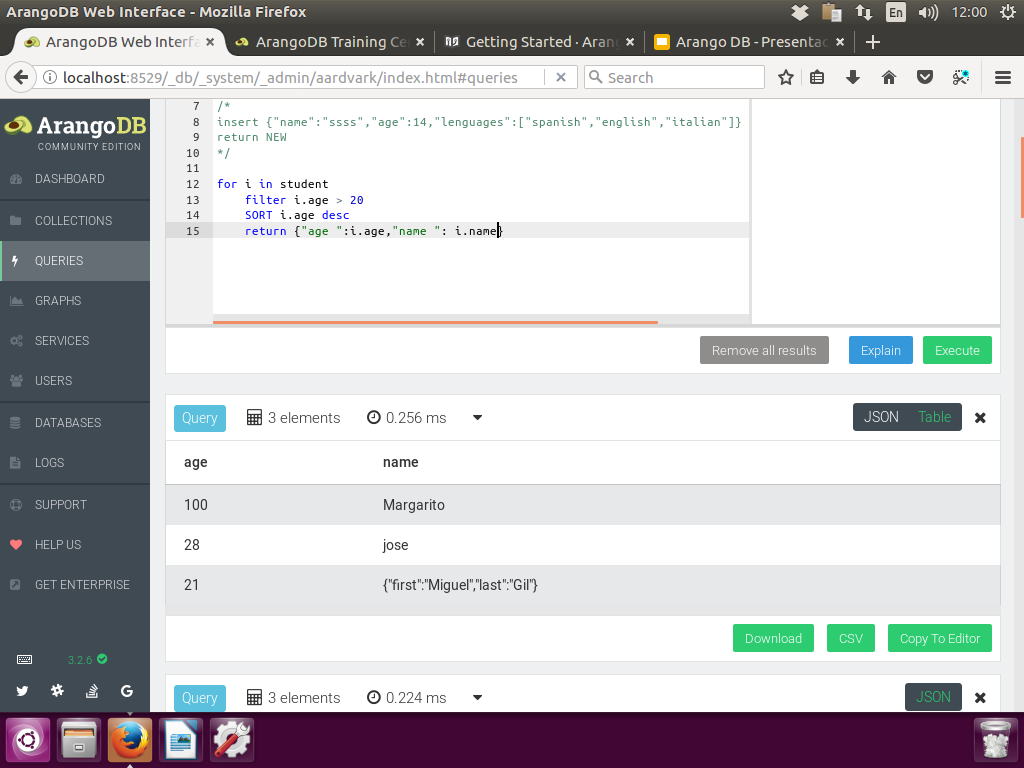 ArangoDB Web Interface - Mozilla Firefox
En
12:00
ArangoDB Web Interfa
ArangoDB Training Ce
Getting Started · Aran
Arango DB - Presentac
localhost:8529/_db/_system/_admin/aardvark/index.html#queries
Search
ArangoDB
COMMUNITY EDITION
DASHBOARD
COLLECTIONS
QUERIES
GRAPHS
SERVICES
USERS
DATABASES
LOGS
SUPPORT
HELP US
GET ENTERPRISE
3.2.6
7 /*
8 insert {"name":"ssss","age":14,"lenguages":["spanish","english","italian"]}
9 return NEW
10 */
11
12 for i in student
13 filter i.age > 20
14 SORT i.age desc
15 return {"age ":i.age,"name ": i.name}
Remove all results
Explain
Execute
Query 3 elements 0.256 ms JSON Table
age name
100 Margarito
28 jose
21 {"first":"Miguel","last":"Gil"}
Download
CSV
Copy To Editor
Query 3 elements 0.224 ms JSON